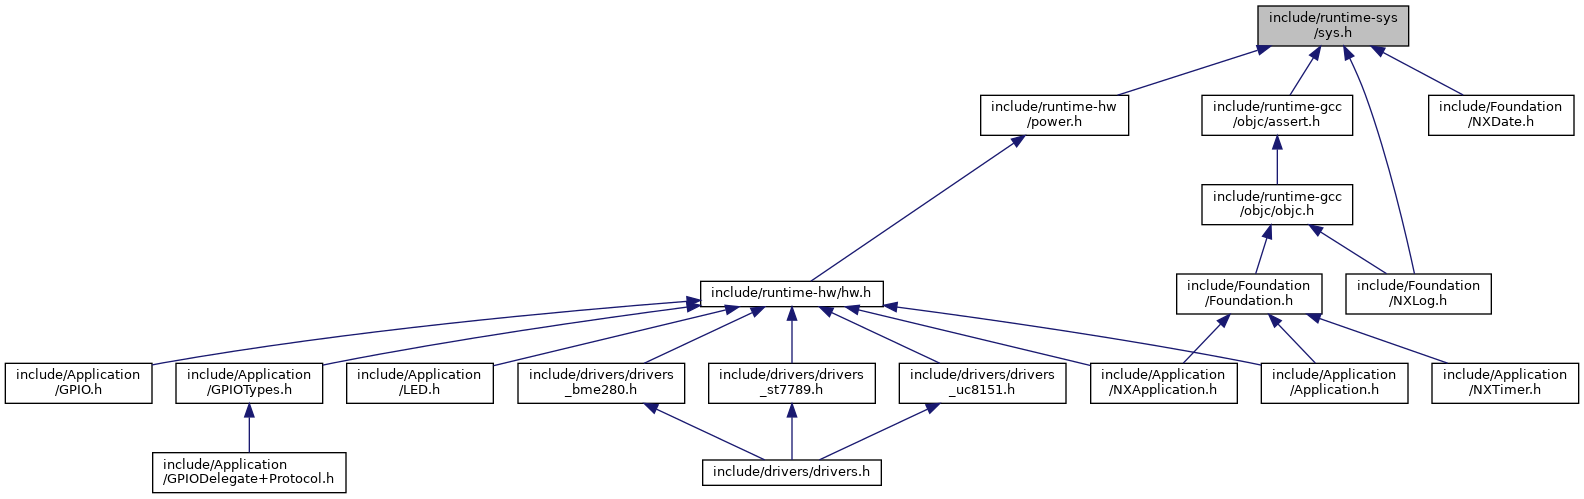 include/runtime-sys
/sys.h
include/runtime-hw
/power.h
include/runtime-gcc
/objc/assert.h
include/Foundation
/NXDate.h
include/runtime-gcc
/objc/objc.h
include/runtime-hw/hw.h
include/Foundation
/Foundation.h
include/Foundation
/NXLog.h
include/Application
/GPIO.h
include/Application
/GPIOTypes.h
include/Application
/LED.h
include/drivers/drivers
_bme280.h
include/drivers/drivers
_st7789.h
include/drivers/drivers
_uc8151.h
include/Application
/NXApplication.h
include/Application
/Application.h
include/Application
/NXTimer.h
include/Application
/GPIODelegate+Protocol.h
include/drivers/drivers.h